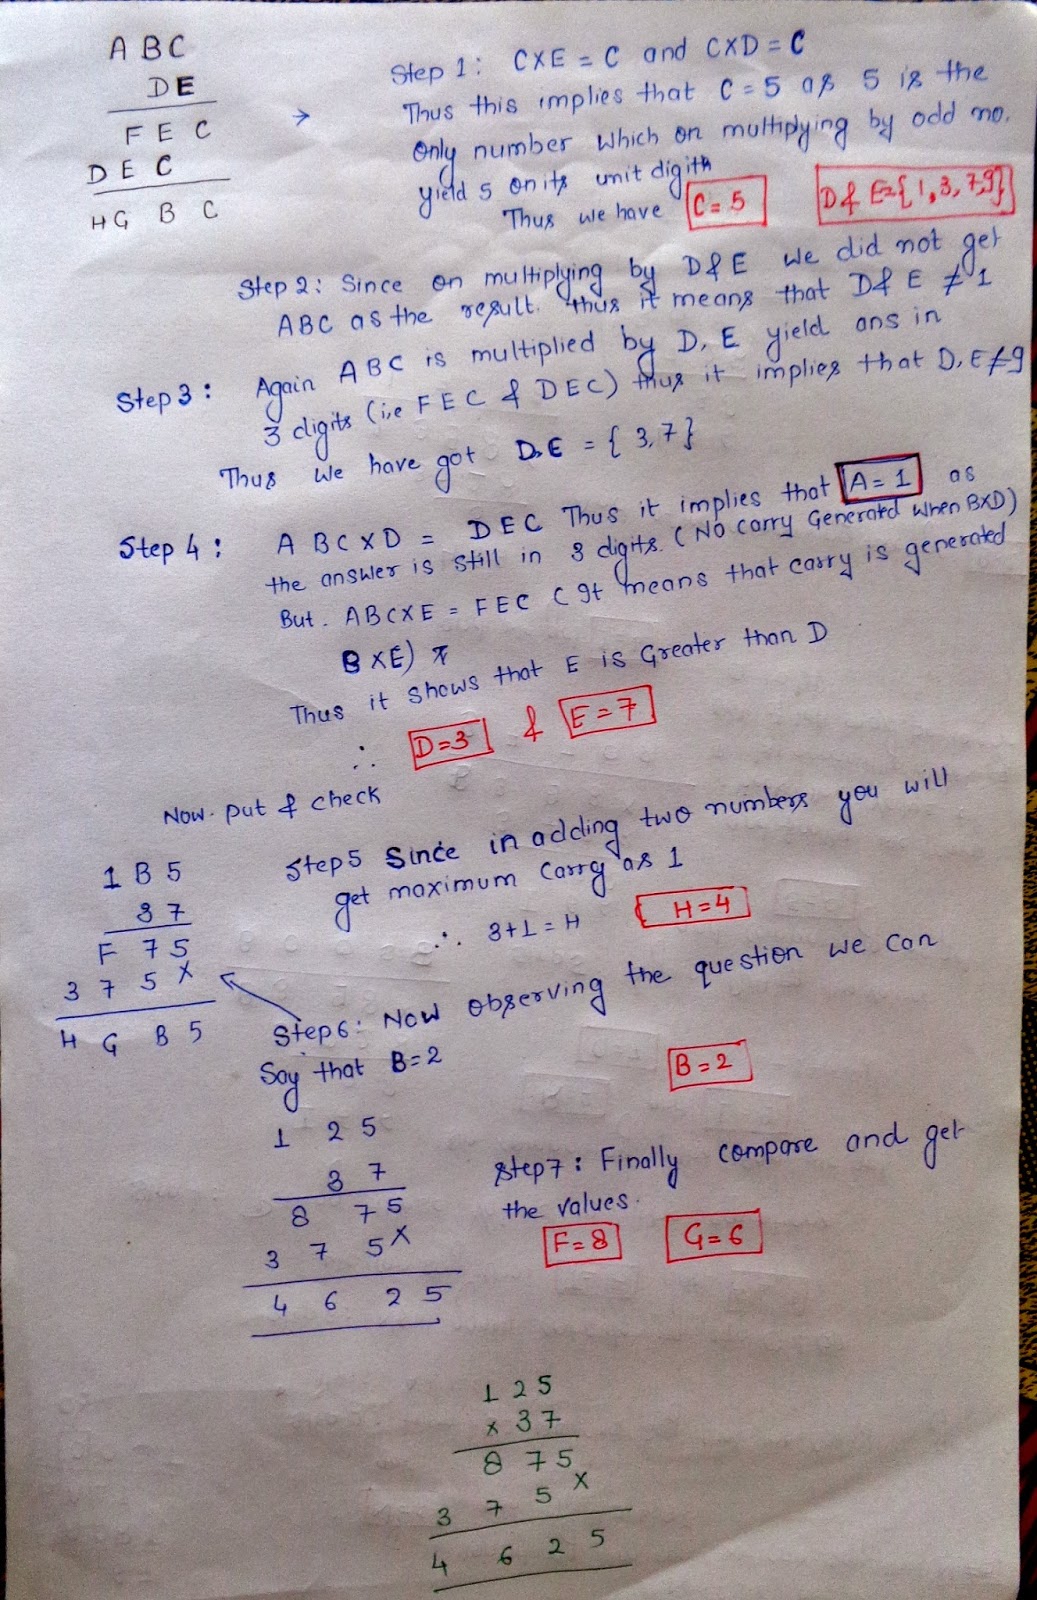 A B C
D E
F E C
D E C
H G B C
→
Step 1: C×E = C and C×D = C
Thus this implies that C = 5 as 5 is the
only number which on multiplying by odd no.
yield 5 on its unit digith
Thus we have C = 5 D & E = {1, 3, 7, 9}
Step 2: Since on multiplying by D & E we did not get
ABC as the result. Thus it means that D & E ≠ 1
Step 3: Again ABC is multiplied by D, E yield ans in
3 digits (i.e FEC & DEC) thus it implies that D, E ≠ 9
Thus we have got D, E = {3, 7}
Step 4: ABC×D = DEC Thus it implies that A = 1 as
the answer is still in 3 digits. (No carry Generated when B×D)
But. ABC×E = FEC (It means that carry is generated
B×E)
Thus it shows that E is Greater than D
∴ D = 3 & E = 7
Now. put & check
1 B 5
3 7
F 7 5
3 7 5 ×
H G B 5
Step5 Since in adding two numbers you will
get maximum carry as 1
∴ 3+1 = H H = 4
Step6: Now observing the question we can
Say that B = 2 B = 2
1 2 5
3 7
8 7 5
3 7 5 ×
4 6 2 5
Step7: Finally compare and get
the values.
F = 8 G = 6
1 2 5
× 3 7
8 7 5
3 7 5 ×
4 6 2 5